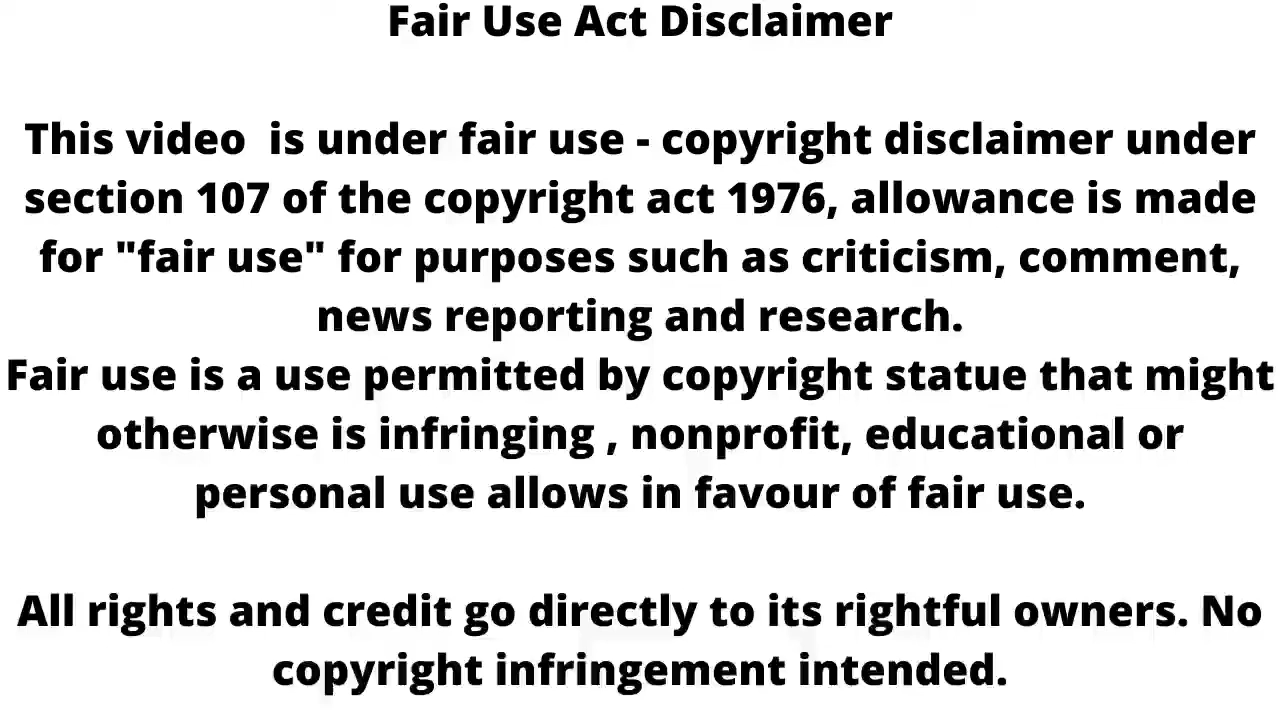 Fair Use Act Disclaimer
This video  is under fair use - copyright disclaimer under
section 107 of the copyright act 1976, allowance is made
for "fair use" for purposes such as criticism, comment,
news reporting and research.
Fair use is a use permitted by copyright statue that might
otherwise is infringing , nonprofit, educational or
personal use allows in favour of fair use.
All rights and credit go directly to its rightful owners. No
copyright infringement intended.